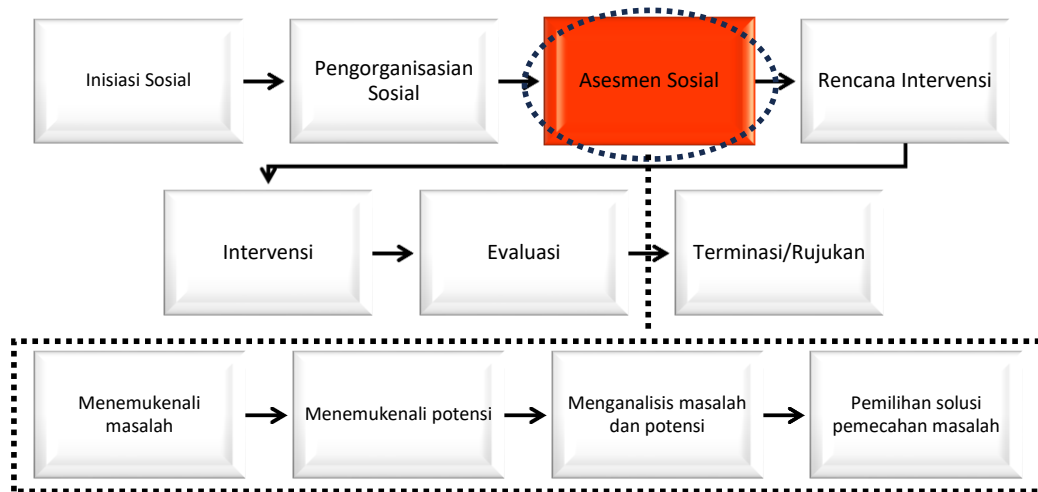 Inisiasi Sosial
Pengorganisasian
Sosial
Asesmen Sosial
Rencana Intervensi
Intervensi
Evaluasi
Terminasi/Rujukan
Menemukenali
masalah
Menemukenali potensi
Menganalisis masalah
dan potensi
Pemilihan solusi
pemecahan masalah